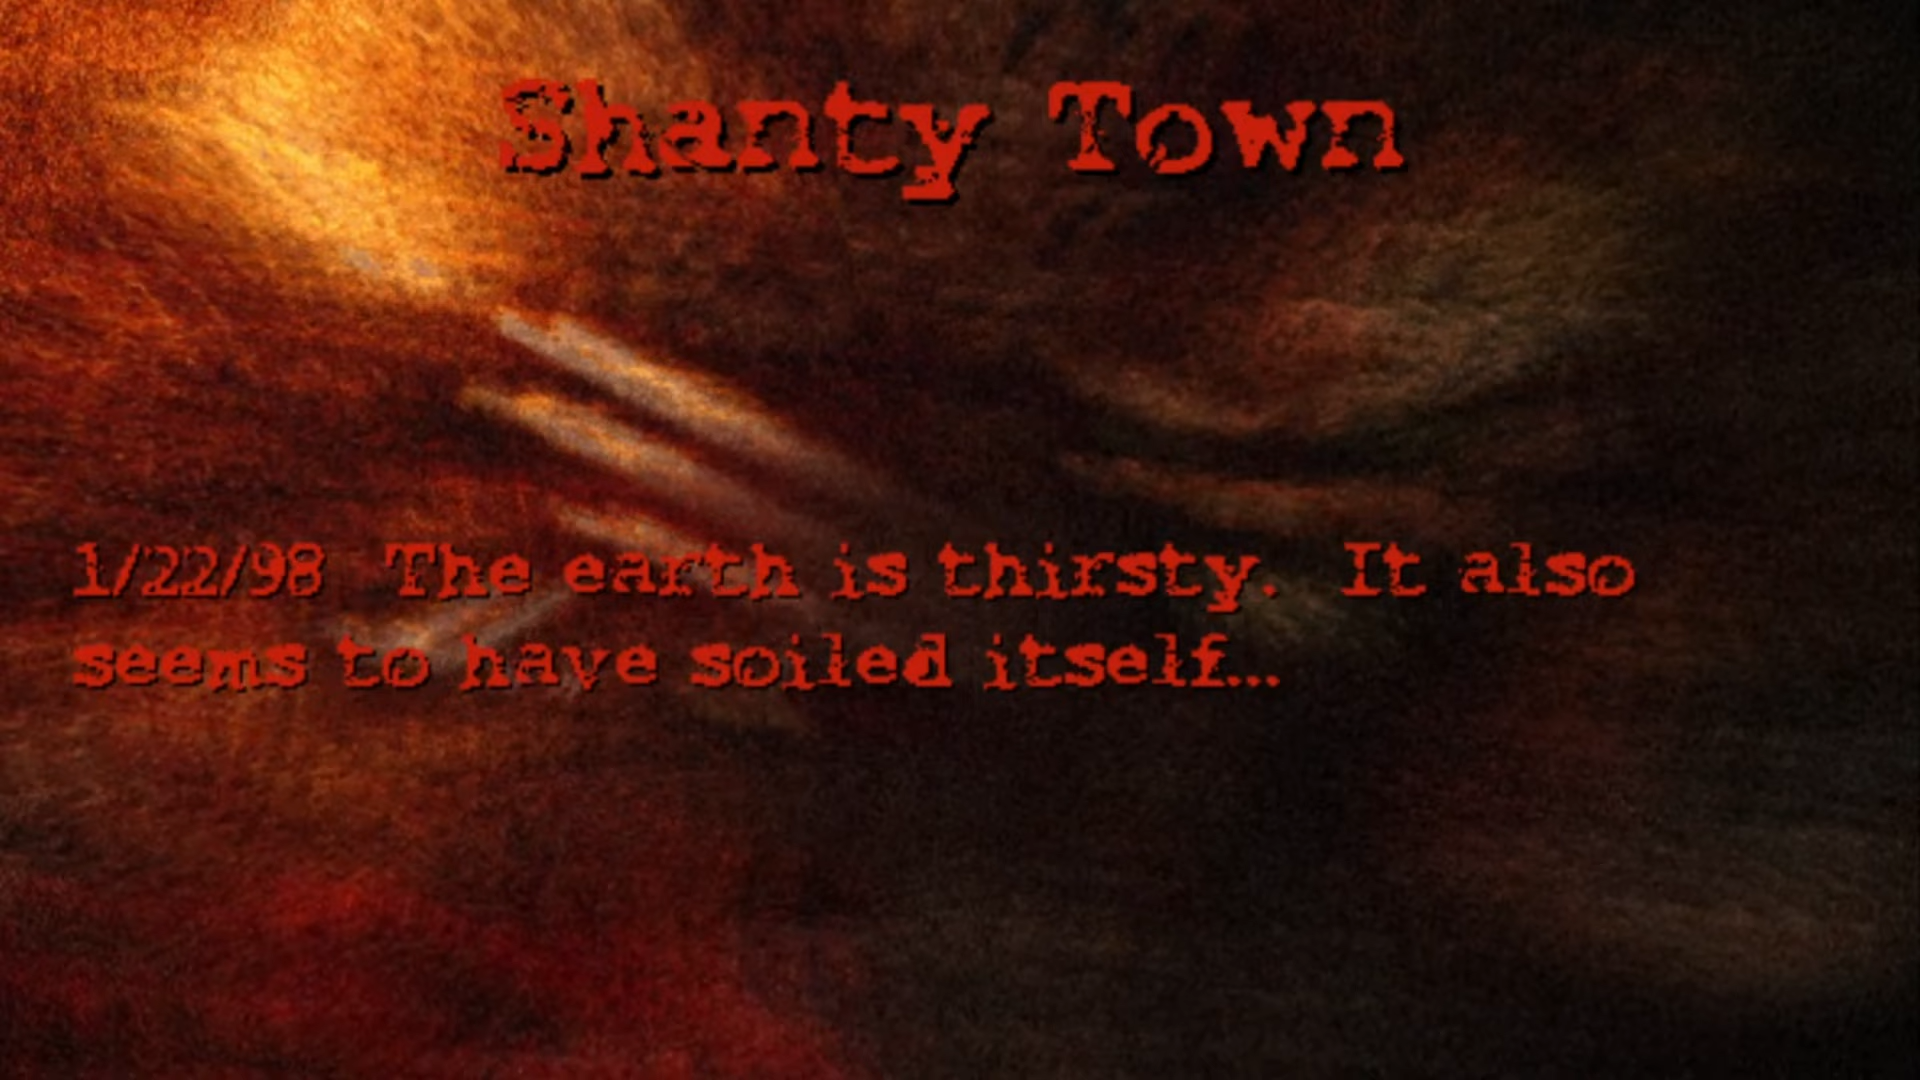 Shanty Town
1/22/98  The earth is thirsty.  It also
seems to have soiled itself...